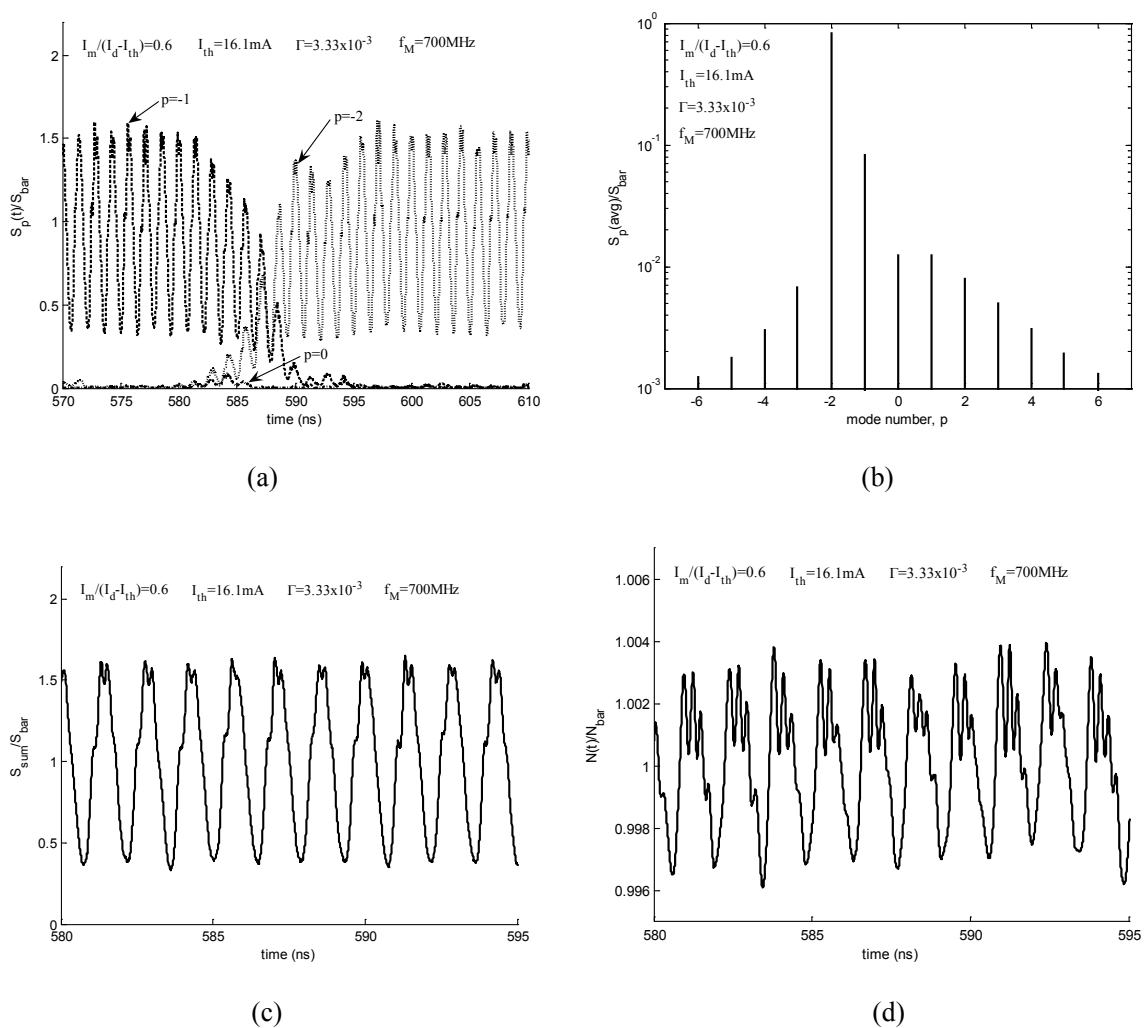 I_m/(I_d-I_th)=0.6 I_th=16.1mA Γ=3.33x10^-3 f_M=700MHz
p=-1
p=-2
p=0
2
1.5
1
0.5
0
S_p(t)/S_bar
570 575 580 585 590 595 600 605 610
time (ns)
(a)
I_m/(I_d-I_th)=0.6
I_th=16.1mA
Γ=3.33x10^-3
f_M=700MHz
10^0
10^-1
10^-2
10^-3
S_p(avg)/S_bar
-6 -4 -2 0 2 4 6
mode number, p
(b)
I_m/(I_d-I_th)=0.6 I_th=16.1mA Γ=3.33x10^-3 f_M=700MHz
2
1.5
1
0.5
0
S_sum/S_bar
580 585 590 595
time (ns)
(c)
I_m/(I_d-I_th)=0.6 I_th=16.1mA Γ=3.33x10^-3 f_M=700MHz
1.006
1.004
1.002
1
0.998
0.996
N(t)/N_bar
580 585 590 595
time (ns)
(d)